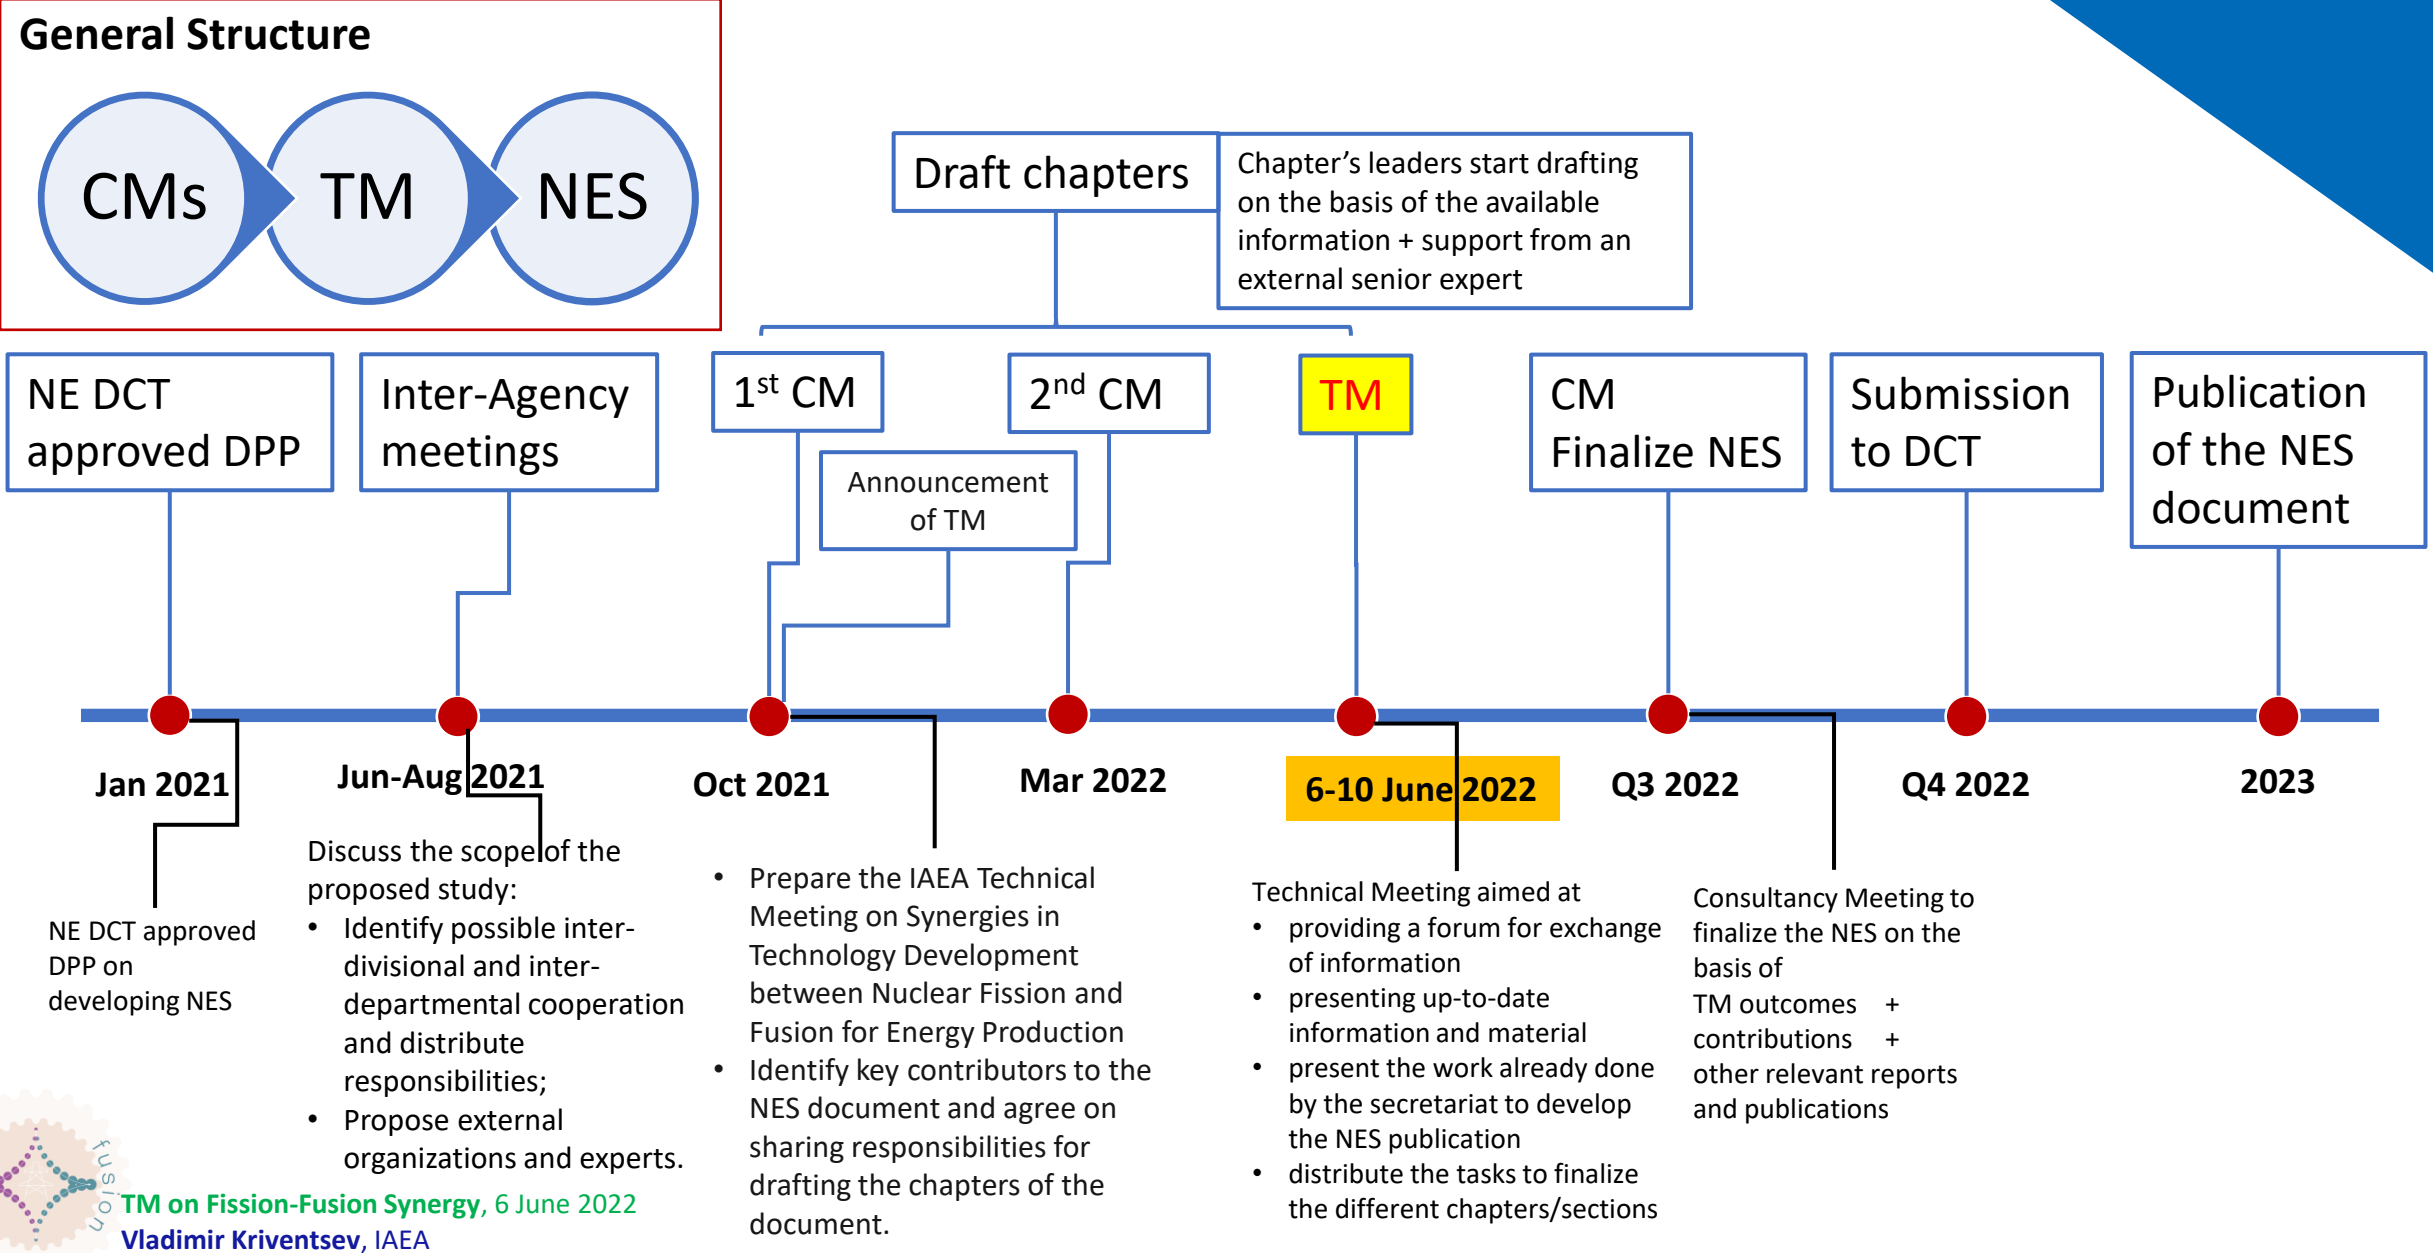 General Structure
CMs
TM
NES
Draft chapters
Chapter’s leaders start drafting
on the basis of the available
information + support from an
external senior expert
NE DCT
approved DPP
Inter-Agency
meetings
1st CM
Announcement
of TM
2nd CM
TM
CM
Finalize NES
Submission
to DCT
Publication
of the NES
document
Jan 2021
Jun-Aug 2021
Oct 2021
Mar 2022
6-10 June 2022
Q3 2022
Q4 2022
2023
NE DCT approved
DPP on
developing NES
Discuss the scope of the
proposed study:
• Identify possible inter-
divisional and inter-
departmental cooperation
and distribute
responsibilities;
• Propose external
organizations and experts.
• Prepare the IAEA Technical
Meeting on Synergies in
Technology Development
between Nuclear Fission and
Fusion for Energy Production
• Identify key contributors to the
NES document and agree on
sharing responsibilities for
drafting the chapters of the
document.
Technical Meeting aimed at
• providing a forum for exchange
of information
• presenting up-to-date
information and material
• present the work already done
by the secretariat to develop
the NES publication
• distribute the tasks to finalize
the different chapters/sections
Consultancy Meeting to
finalize the NES on the
basis of
TM outcomes +
contributions +
other relevant reports
and publications
fusion
TM on Fission-Fusion Synergy, 6 June 2022
Vladimir Kriventsev, IAEA